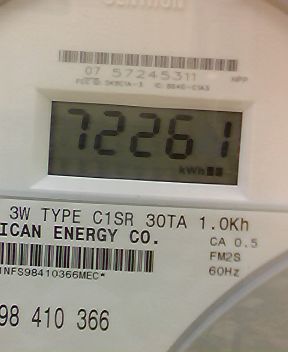 07 57245311 MPP
72261
kWh
3W TYPE C1SR 30TA 1.0Kh
ICAN ENERGY CO.
CA 0.5
FM2S
60Hz
INFS98410366MEC*
98 410 366